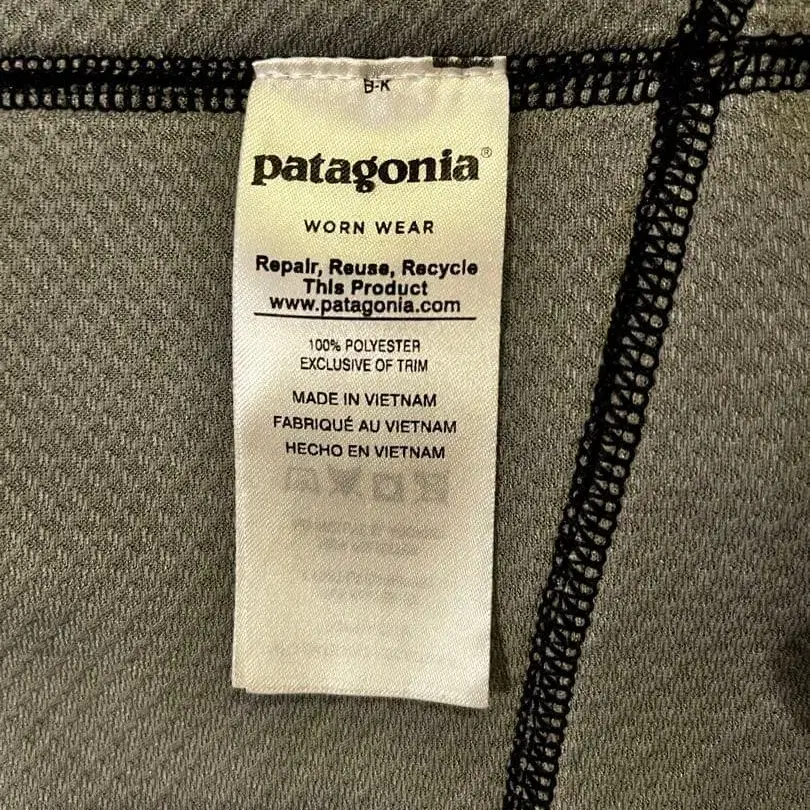 B-K
patagonia®
WORN WEAR
Repair, Reuse, Recycle
This Product
www.patagonia.com
100% POLYESTER
EXCLUSIVE OF TRIM
MADE IN VIETNAM
FABRIQUÉ AU VIETNAM
HECHO EN VIETNAM